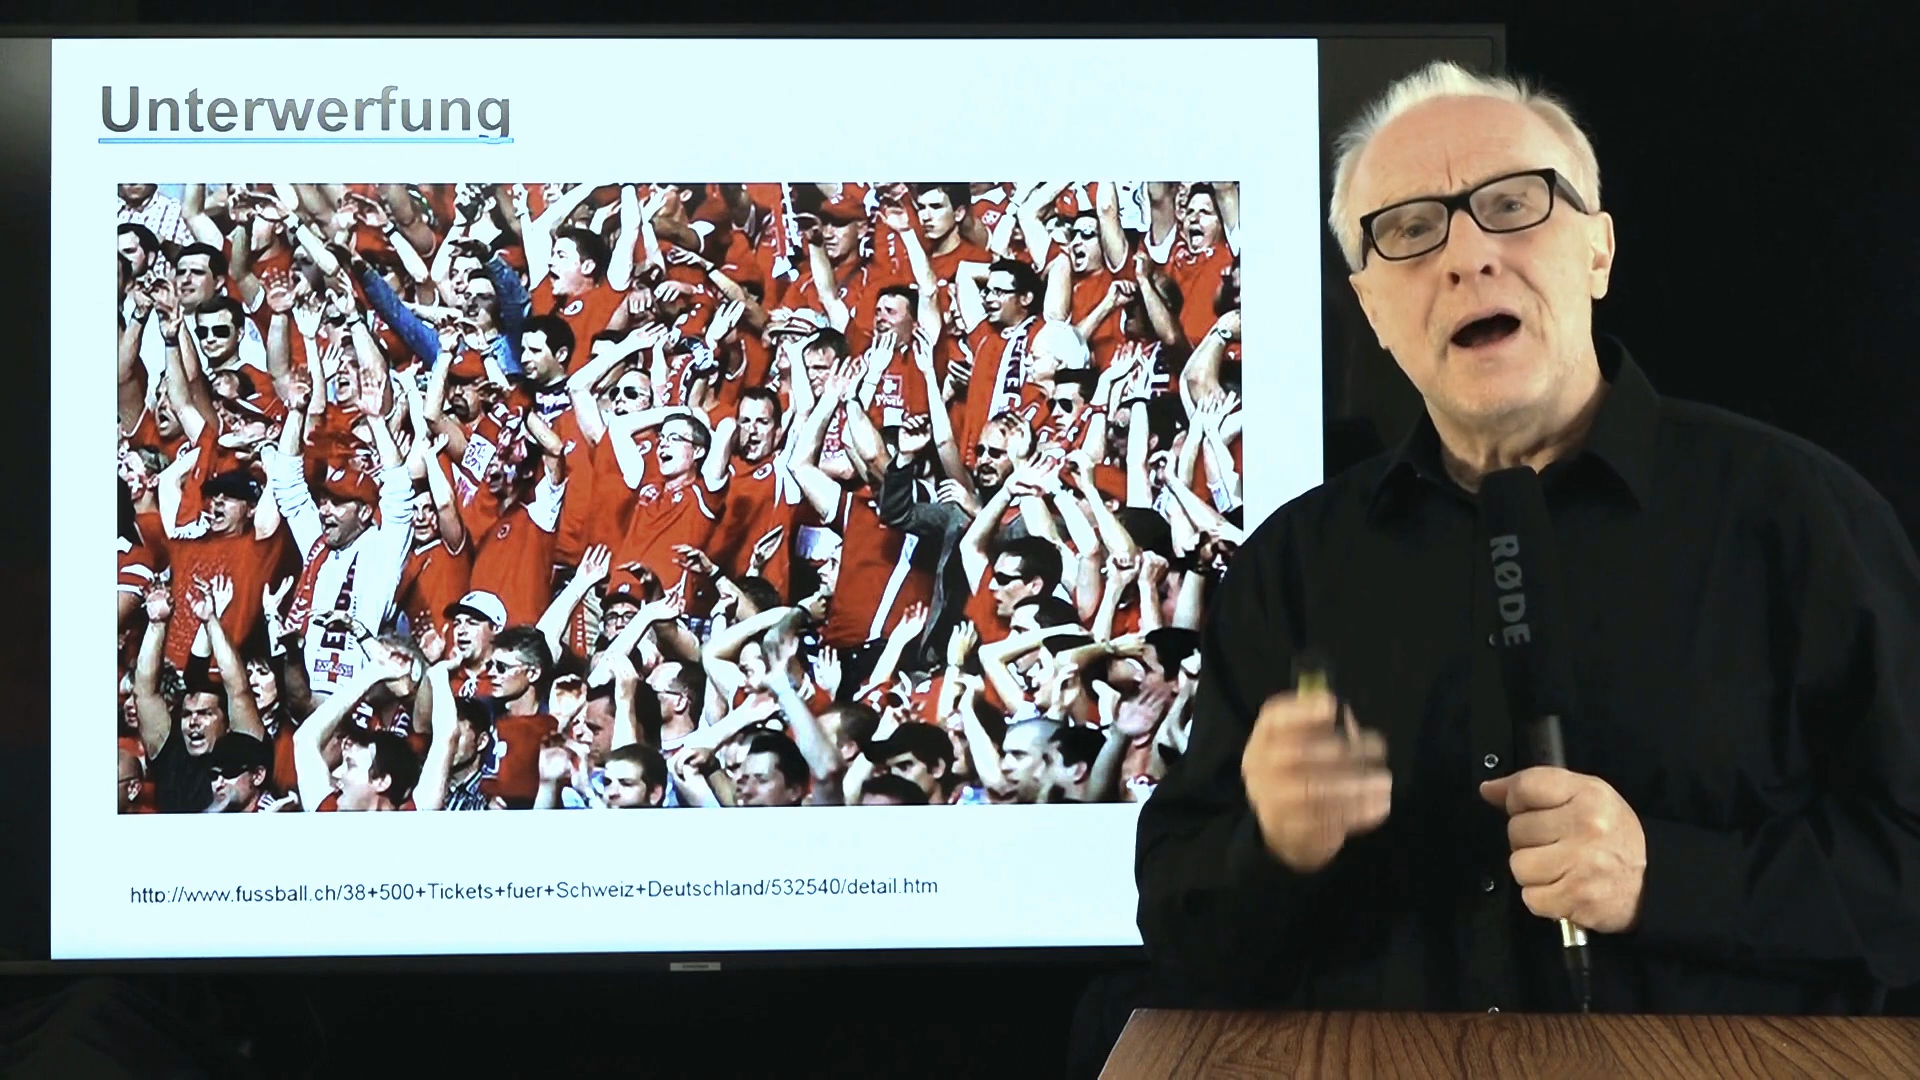 Unterwerfung
http://www.fussball.ch/38+500+Tickets+fuer+Schweiz+Deutschland/532540/detail.htm
RØDE